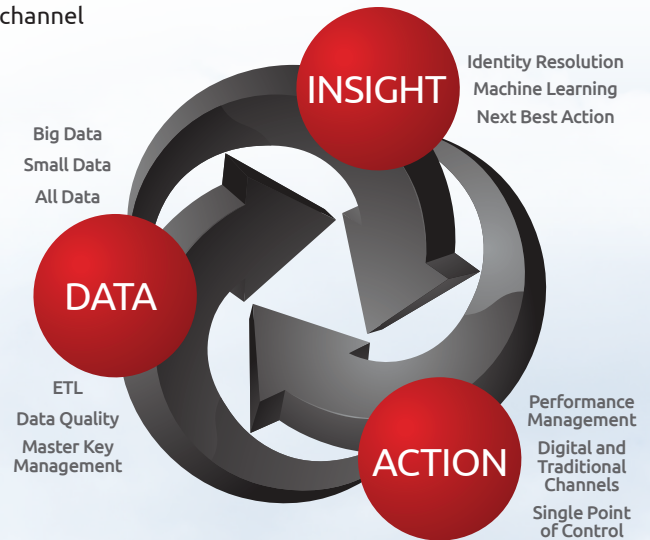 channel
INSIGHT
Identity Resolution
Machine Learning
Next Best Action
Big Data
Small Data
All Data
DATA
ETL
Data Quality
Master Key
Management
ACTION
Performance
Management
Digital and
Traditional
Channels
Single Point
of Control